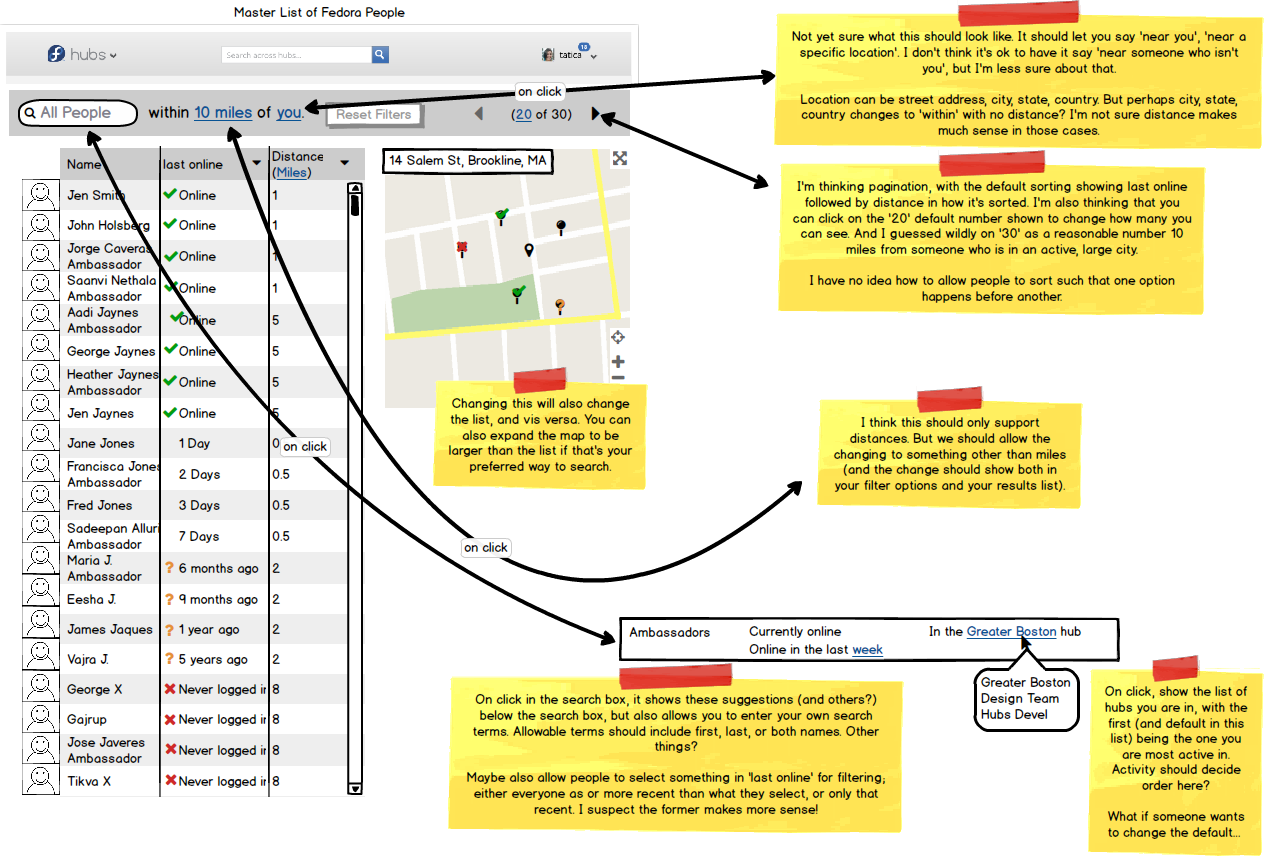 Master List of Fedora People
hubs
Search across hubs...
18
tatica
All People
within 10 miles of you.
Reset Filters
on click
(20 of 30)
Name
last online
Distance
(Miles)
Jen Smith
Online
1
John Holsberg
Online
1
Jorge Caveras
Ambassador
Online
1
Saanvi Nethala
Ambassador
Online
1
Aadi Jaynes
Ambassador
Online
5
George Jaynes
Online
5
Heather Jaynes
Ambassador
Online
5
Jen Jaynes
Online
5
Jane Jones
1 Day
0
on click
Francisca Jones
Ambassador
2 Days
0.5
Fred Jones
3 Days
0.5
Sadeepan Alluri
Ambassador
7 Days
0.5
Maria J.
Ambassador
? 6 months ago
2
Eesha J.
? 9 months ago
2
James Jaques
? 1 year ago
2
Vajra J.
? 5 years ago
2
George X
Never logged in
8
Gajrup
Never logged in
8
Jose Javeres
Ambassador
Never logged in
8
Tikva X
Never logged in
8
14 Salem St, Brookline, MA
Changing this will also change
the list, and vis versa. You can
also expand the map to be
larger than the list if that's your
preferred way to search.
Not yet sure what this should look like. It should let you say 'near you', 'near a
specific location'. I don't think it's ok to have it say 'near someone who isn't
you', but I'm less sure about that.
Location can be street address, city, state, country. But perhaps city, state,
country changes to 'within' with no distance? I'm not sure distance makes
much sense in those cases.
I'm thinking pagination, with the default sorting showing last online
followed by distance in how it's sorted. I'm also thinking that you
can click on the '20' default number shown to change how many you
can see. And I guessed wildly on '30' as a reasonable number 10
miles from someone who is in an active, large city.
I have no idea how to allow people to sort such that one option
happens before another.
I think this should only support
distances. But we should allow the
changing to something other than miles
(and the change should show both in
your filter options and your results list).
on click
Ambassadors
Currently online
Online in the last week
In the Greater Boston hub
Greater Boston
Design Team
Hubs Devel
On click in the search box, it shows these suggestions (and others?)
below the search box, but also allows you to enter your own search
terms. Allowable terms should include first, last, or both names. Other
things?
Maybe also allow people to select something in 'last online' for filtering;
either everyone as or more recent than what they select, or only that
recent. I suspect the former makes more sense!
On click, show the list of
hubs you are in, with the
first (and default in this
list) being the one you
are most active in.
Activity should decide
order here?
What if someone wants
to change the default...